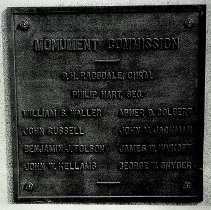 MONUMENT COMMISSION
P. H. RAGSDALE, CHR'M.
PHILIP HART, SEC.
WILLIAM S. WALLER ABNER D. COLBERT
JOHN RUSSELL JOHN M. JACKMAN
BENJAMIN J. TOLSON JAMES W. WYKOFF
JOHN W. KELLAMS GEORGE W. SNYDER